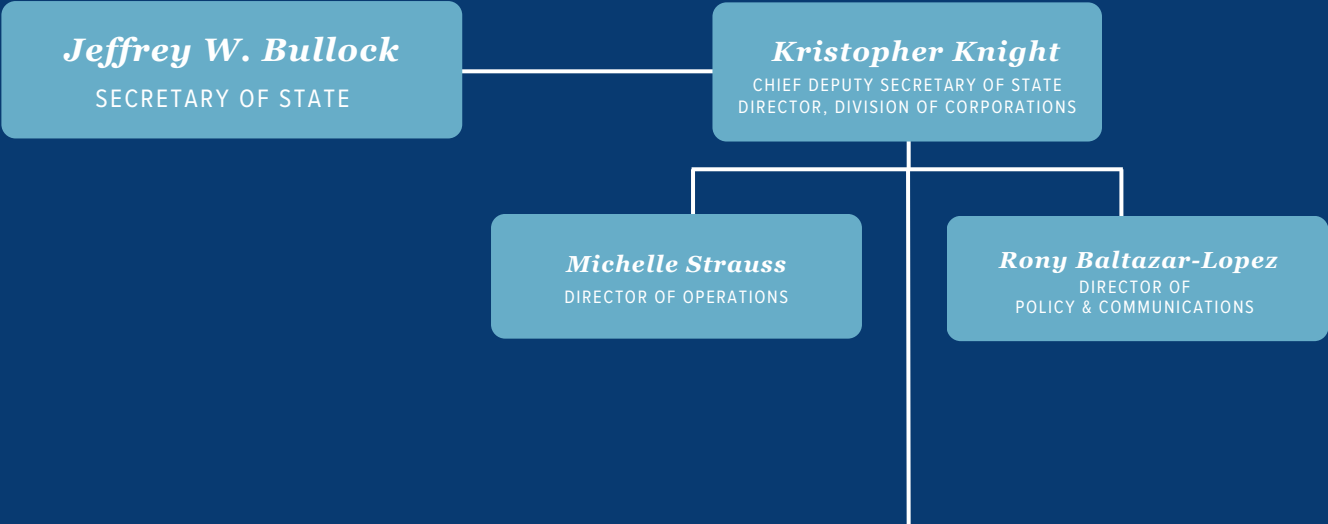 Jeffrey W. Bullock
SECRETARY OF STATE
Kristopher Knight
CHIEF DEPUTY SECRETARY OF STATE
DIRECTOR, DIVISION OF CORPORATIONS
Michelle Strauss
DIRECTOR OF OPERATIONS
Rony Baltazar-Lopez
DIRECTOR OF
POLICY & COMMUNICATIONS